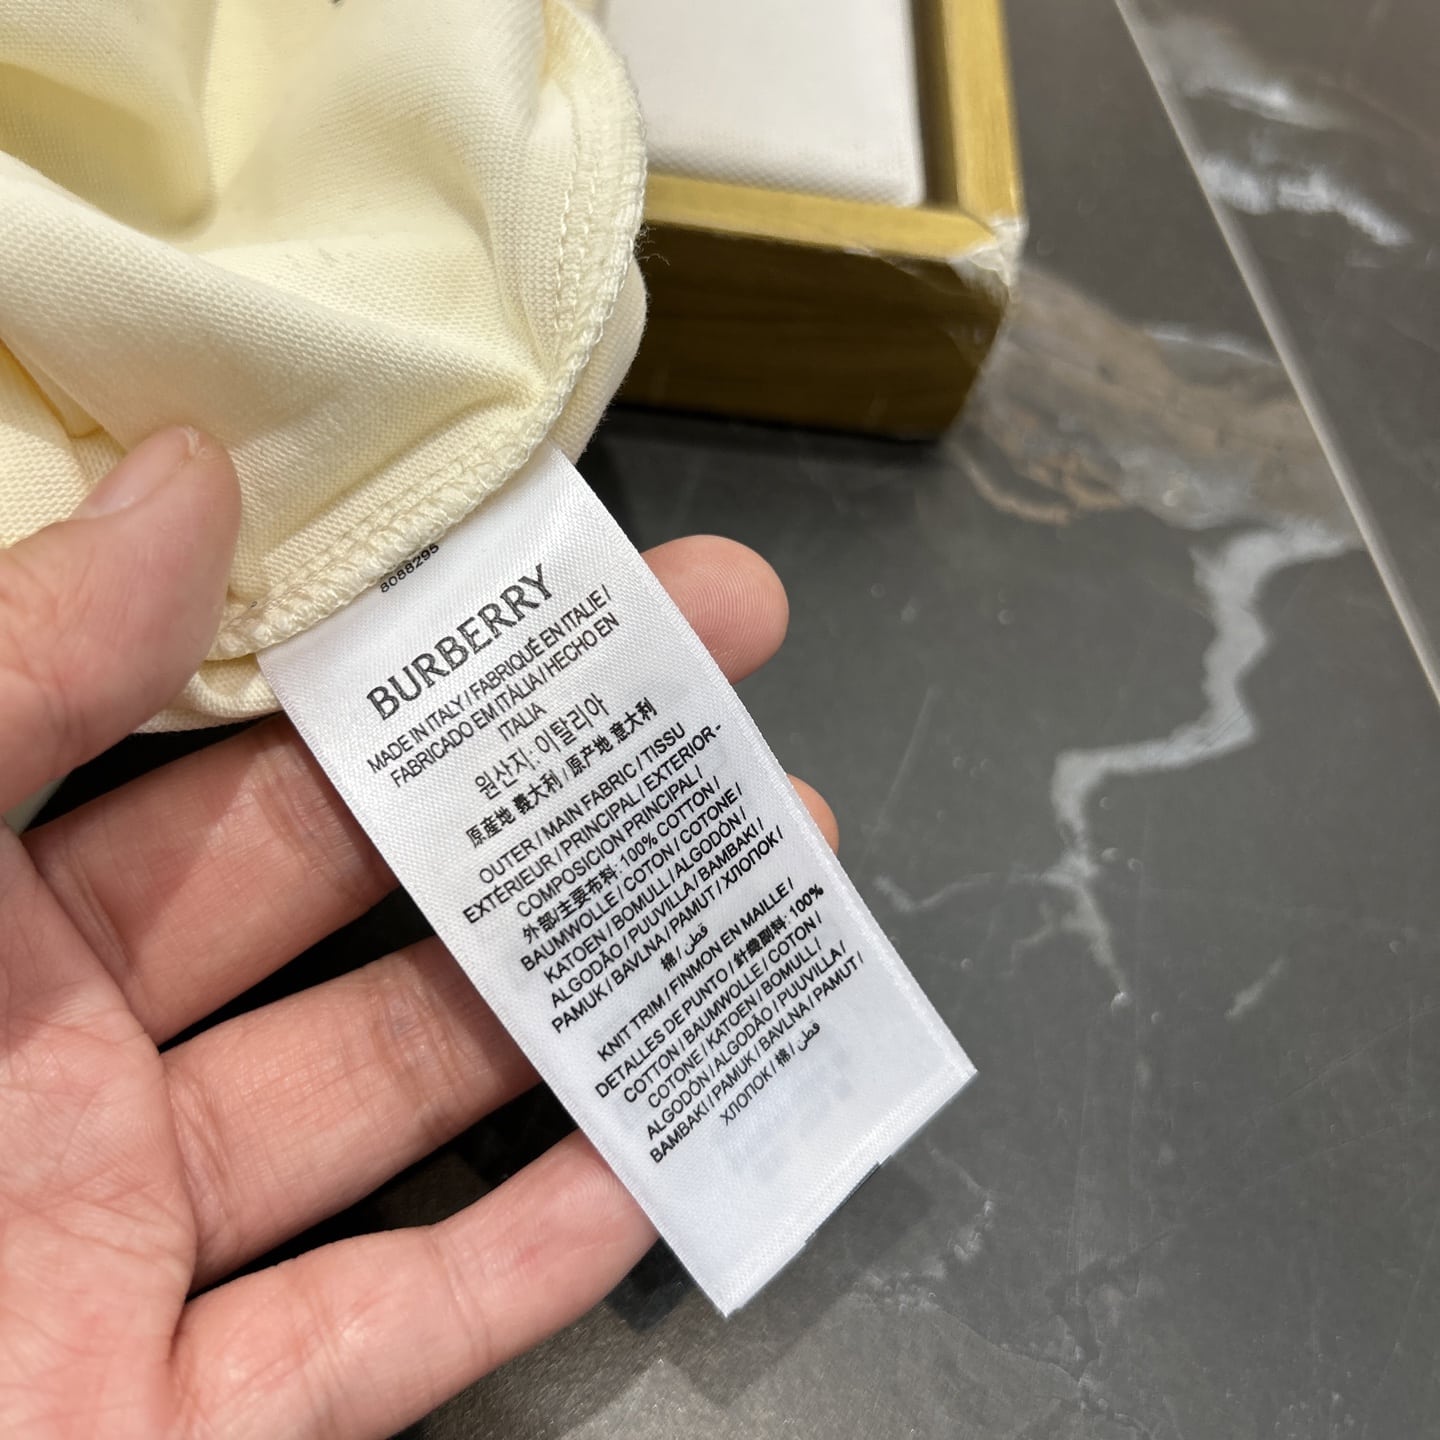 8088295
BURBERRY
MADE IN ITALY / FABRIQUÉ EN ITALIE /
FABRICADO EM ITÁLIA / HECHO EN
ITALIA
원산지: 이탈리아
原産地 義大利 / 原产地 意大利
OUTER / MAIN FABRIC / TISSU
EXTÉRIEUR / PRINCIPAL / EXTERIOR -
COMPOSICION PRINCIPAL /
外部/主要布料: 100% COTTON /
BAUMWOLLE / COTON / COTONE /
KATOEN / BOMULL / ALGODÓN /
ALGODÃO / PUUVILLA / BAMBAKI /
PAMUK / BAVLNA / PAMUT / ХЛОПОК /
棉 / قطن
KNIT TRIM / FINMON EN MAILLE /
DETALLES DE PUNTO / 針織副料: 100%
COTTON / BAUMWOLLE / COTON /
COTONE / KATOEN / BOMULL /
ALGODÓN / ALGODÃO / PUUVILLA /
BAMBAKI / PAMUK / BAVLNA / PAMUT /
ХЛОПОК / 棉 / قطن